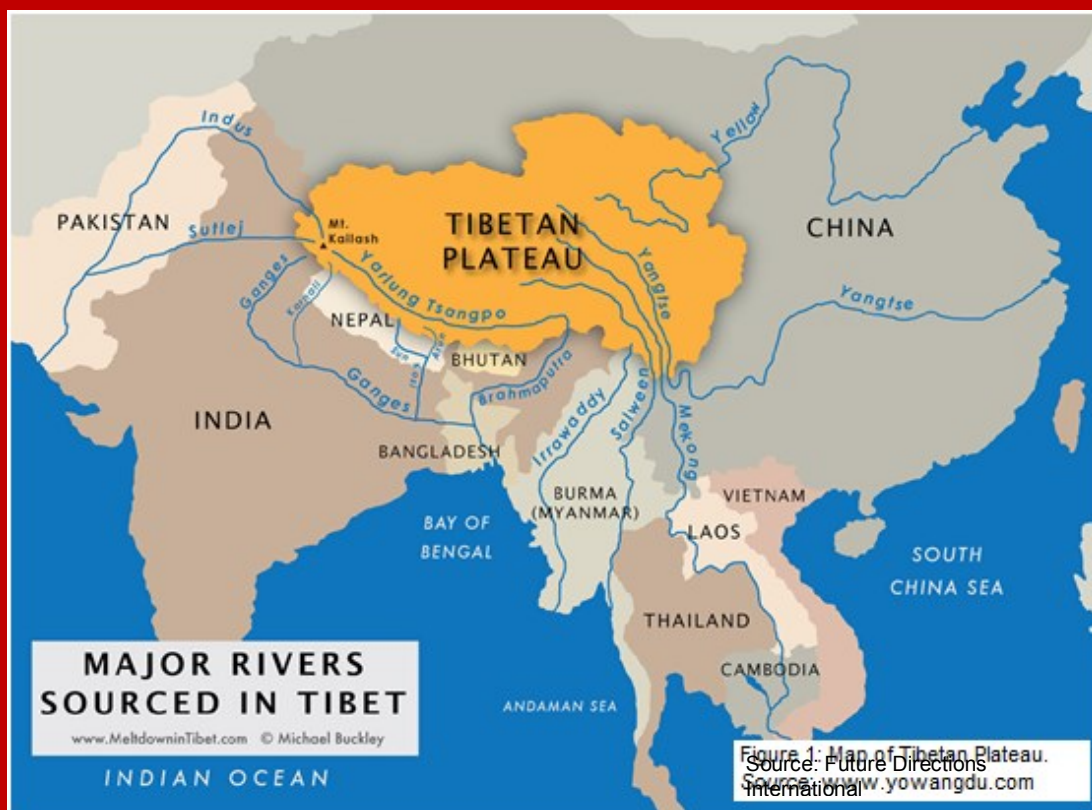 Indus
Yellow
PAKISTAN
TIBETAN
PLATEAU
CHINA
Mt.
Kailash
Sutlej
Yangtse
Yangtse
Ganges
Karnali
Yarlung Tsangpo
NEPAL
Sun
Kosi
Arun
BHUTAN
Brahmaputra
Ganges
INDIA
BANGLADESH
Irrawaddy
Salween
Mekong
BURMA
(MYANMAR)
VIETNAM
LAOS
BAY OF
BENGAL
SOUTH
CHINA SEA
THAILAND
CAMBODIA
ANDAMAN SEA
MAJOR RIVERS
SOURCED IN TIBET
www.MeltdowninTibet.com © Michael Buckley
INDIAN OCEAN
Figure 1: Map of Tibetan Plateau.
Source: Future Directions
Source: www.yowangdu.com
International